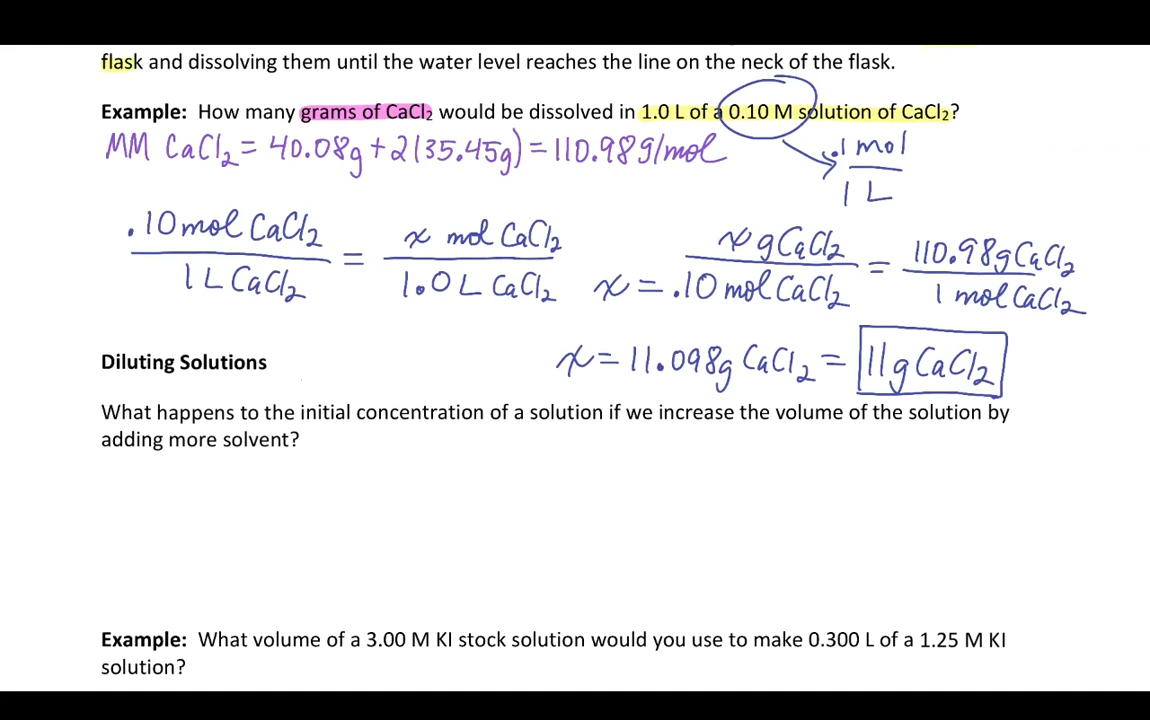 flask and dissolving them until the water level reaches the line on the neck of the flask.
Example: How many grams of CaCl₂ would be dissolved in 1.0 L of a 0.10 M solution of CaCl₂?
MM CaCl₂ = 40.08g + 2(35.45g) = 110.98g/mol
.1 mol
1 L
.10 mol CaCl₂
1 L CaCl₂
=
x mol CaCl₂
1.0 L CaCl₂
x = .10 mol CaCl₂
x g CaCl₂
=
110.98g CaCl₂
1 mol CaCl₂
x = 11.098g CaCl₂ = 11g CaCl₂
Diluting Solutions
What happens to the initial concentration of a solution if we increase the volume of the solution by
adding more solvent?
Example: What volume of a 3.00 M KI stock solution would you use to make 0.300 L of a 1.25 M KI
solution?